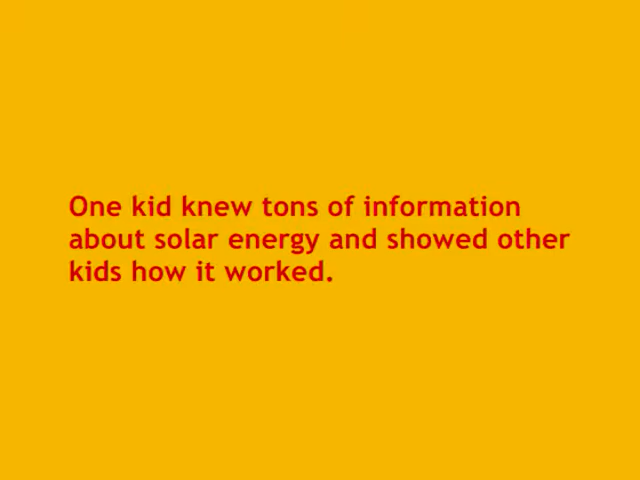 One kid knew tons of information
about solar energy and showed other
kids how it worked.